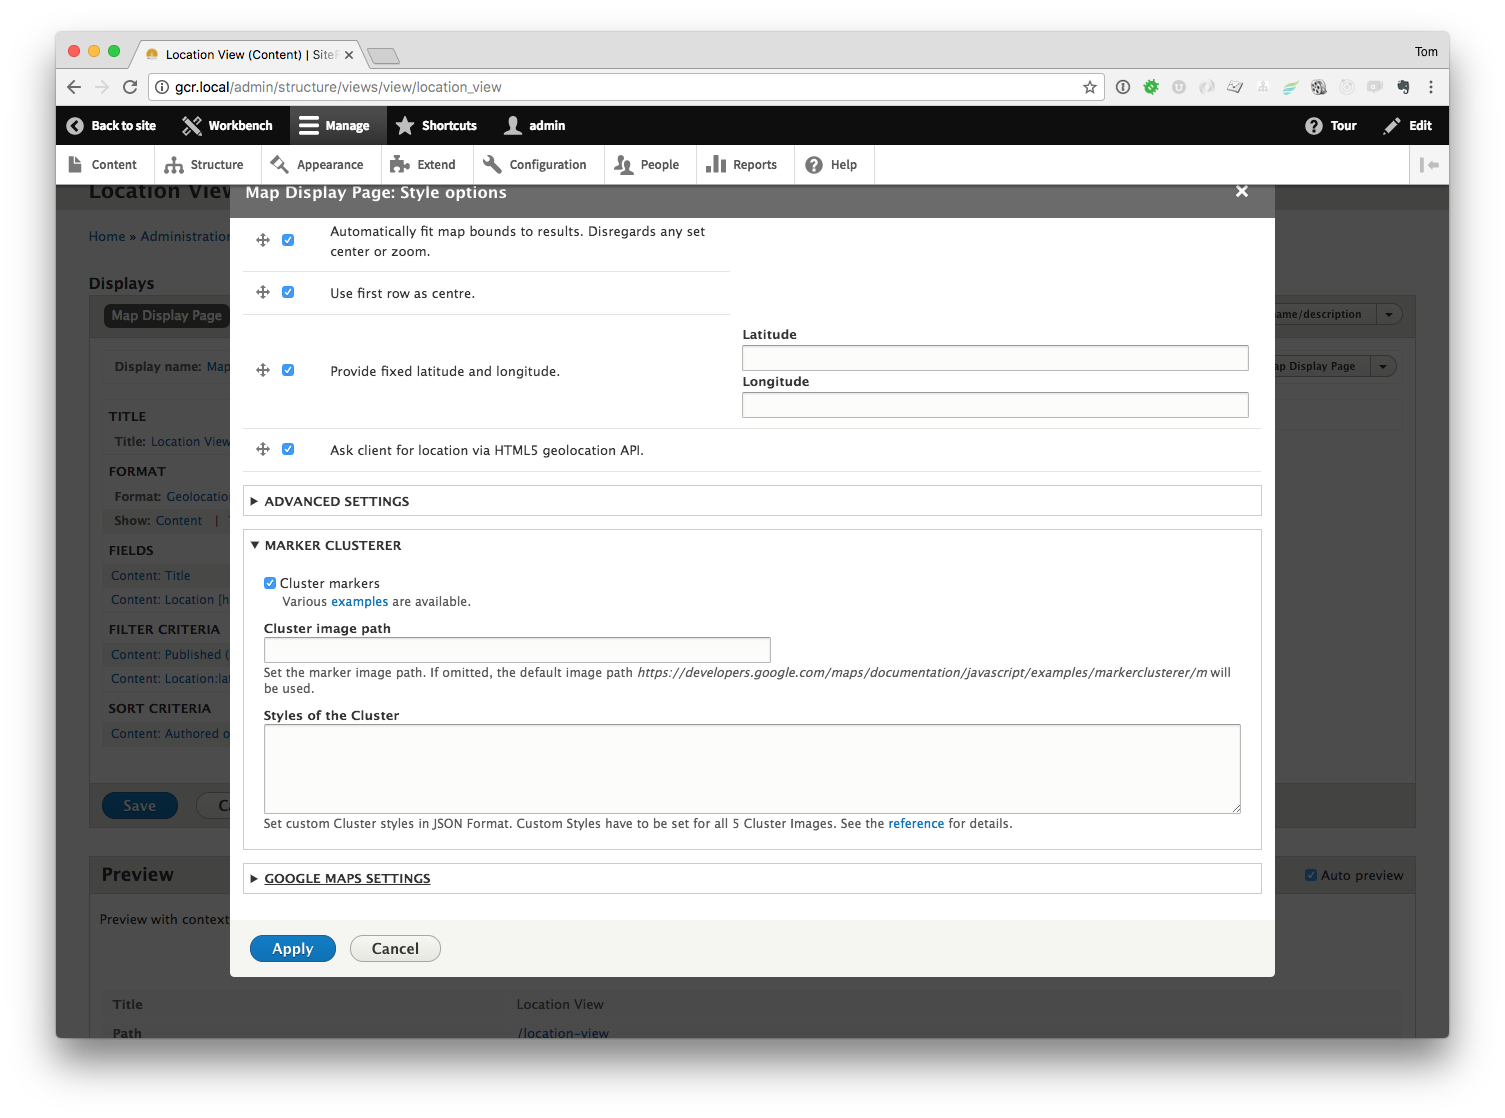 Location View (Content) | Site
Tom
gcr.local/admin/structure/views/view/location_view
Back to site Workbench Manage Shortcuts admin Tour Edit
Content Structure Appearance Extend Configuration People Reports Help
Location View
Map Display Page: Style options
Home » Administration
Automatically fit map bounds to results. Disregards any set
center or zoom.
Displays
Use first row as centre.
Map Display Page
name/description
Latitude
Display name: Map
Provide fixed latitude and longitude.
Map Display Page
Longitude
TITLE
Title: Location View
Ask client for location via HTML5 geolocation API.
FORMAT
Format: Geolocatio
ADVANCED SETTINGS
Show: Content |
MARKER CLUSTERER
FIELDS
Content: Title
Cluster markers
Content: Location [h
Various examples are available.
FILTER CRITERIA
Cluster image path
Content: Published (
Content: Location:lat
Set the marker image path. If omitted, the default image path https://developers.google.com/maps/documentation/javascript/examples/markerclusterer/m will
be used.
SORT CRITERIA
Styles of the Cluster
Content: Authored o
Save Ca
Set custom Cluster styles in JSON Format. Custom Styles have to be set for all 5 Cluster Images. See the reference for details.
Preview
GOOGLE MAPS SETTINGS
Auto preview
Preview with context
Apply Cancel
Title Location View
Path /location-view